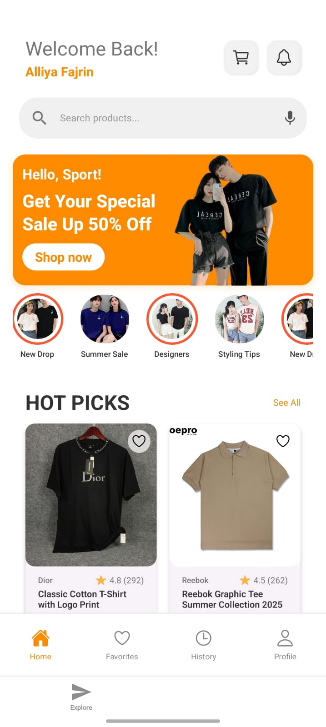 Welcome Back!
Alliya Fajrin
Search products...
Hello, Sport!
Get Your Special
Sale Up 50% Off
Shop now
New Drop
Summer Sale
Designers
Styling Tips
New D
HOT PICKS
See All
Dior
oepro
Dior
4.8 (292)
Classic Cotton T-Shirt
with Logo Print
Reebok
4.5 (262)
Reebok Graphic Tee
Summer Collection 2025
Home
Favorites
History
Profile
Explore